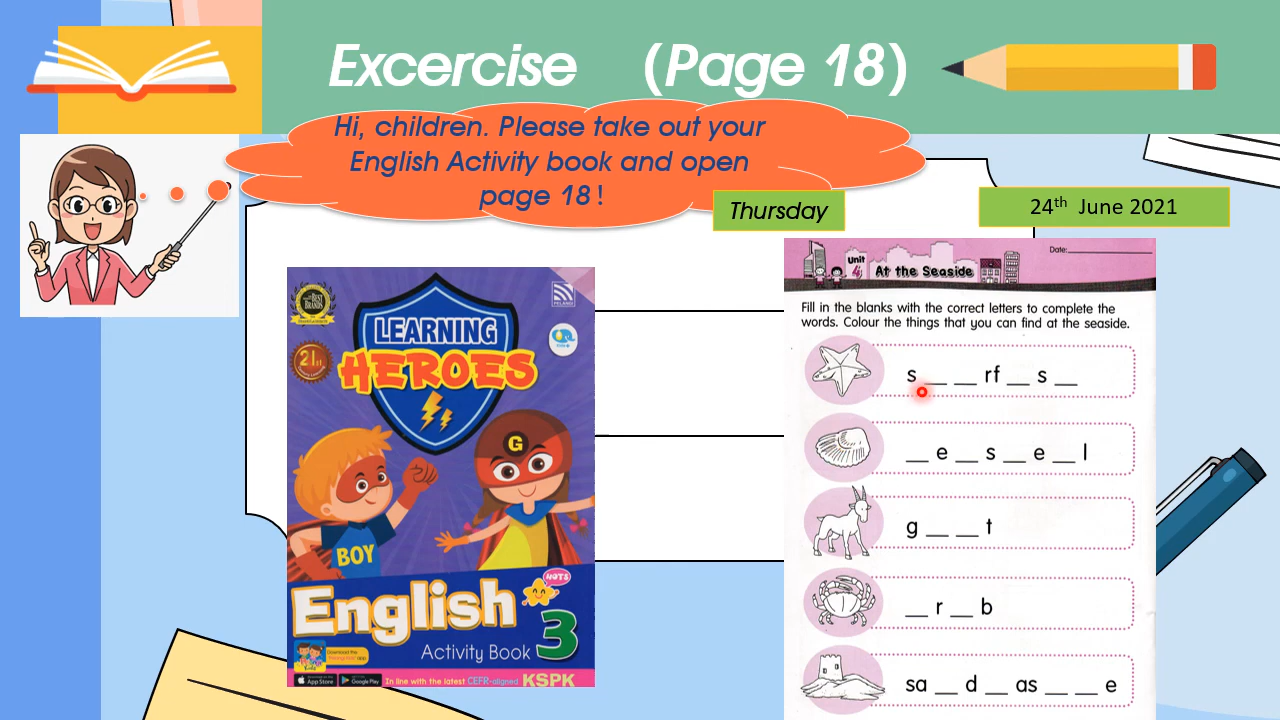 Excercise (Page 18)
Hi, children. Please take out your
English Activity book and open
page 18 !
Thursday
24th June 2021
LEARNING
HEROES
PELANGI
21st
G
BOY
HOTS
English
Activity Book 3
Download the
App Store
Google Play
In line with the latest CEFR-aligned KSPK
Unit
4
At the Seaside
Date:
Fill in the blanks with the correct letters to complete the
words. Colour the things that you can find at the seaside.
s __ __ rf __ s __
__ e __ s __ e __ l
g __ __ t
__ r __ b
sa __ d __ as __ __ e